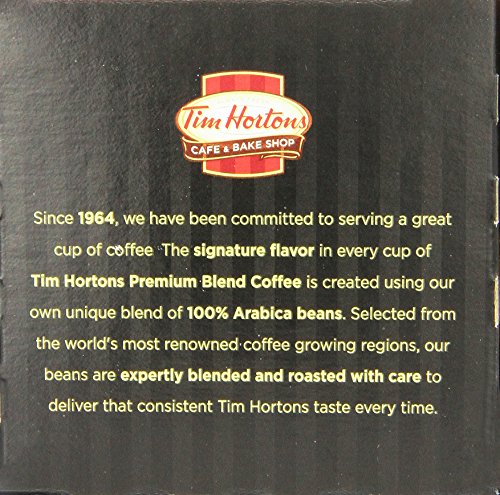 Tim Hortons
CAFE & BAKE SHOP
Since 1964, we have been committed to serving a great
cup of coffee The signature flavor in every cup of
Tim Hortons Premium Blend Coffee is created using our
own unique blend of 100% Arabica beans. Selected from
the world's most renowned coffee growing regions, our
beans are expertly blended and roasted with care to
deliver that consistent Tim Hortons taste every time.